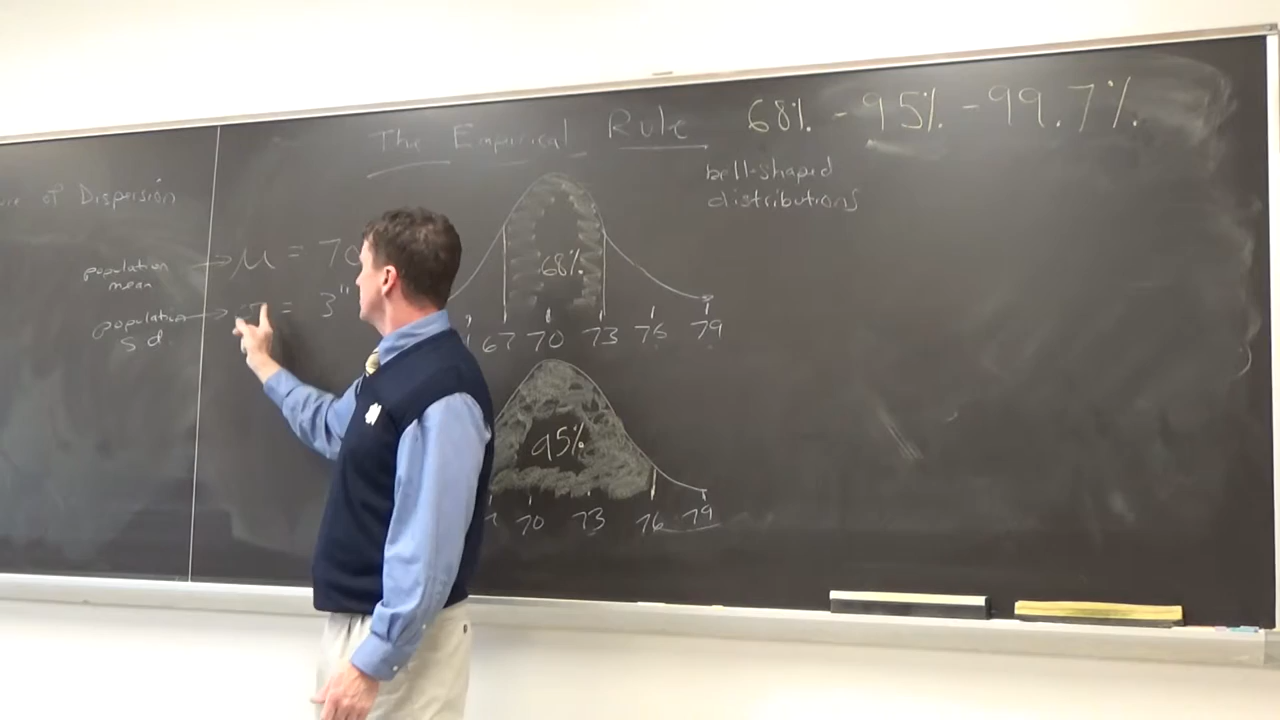 The Empirical Rule
68% - 95% - 99.7%
bell-shaped
distributions
of Dispersion
population
mean
μ = 70
population
s.d.
= 3"
68%
67 70 73 76 79
95%
70 73 76 79